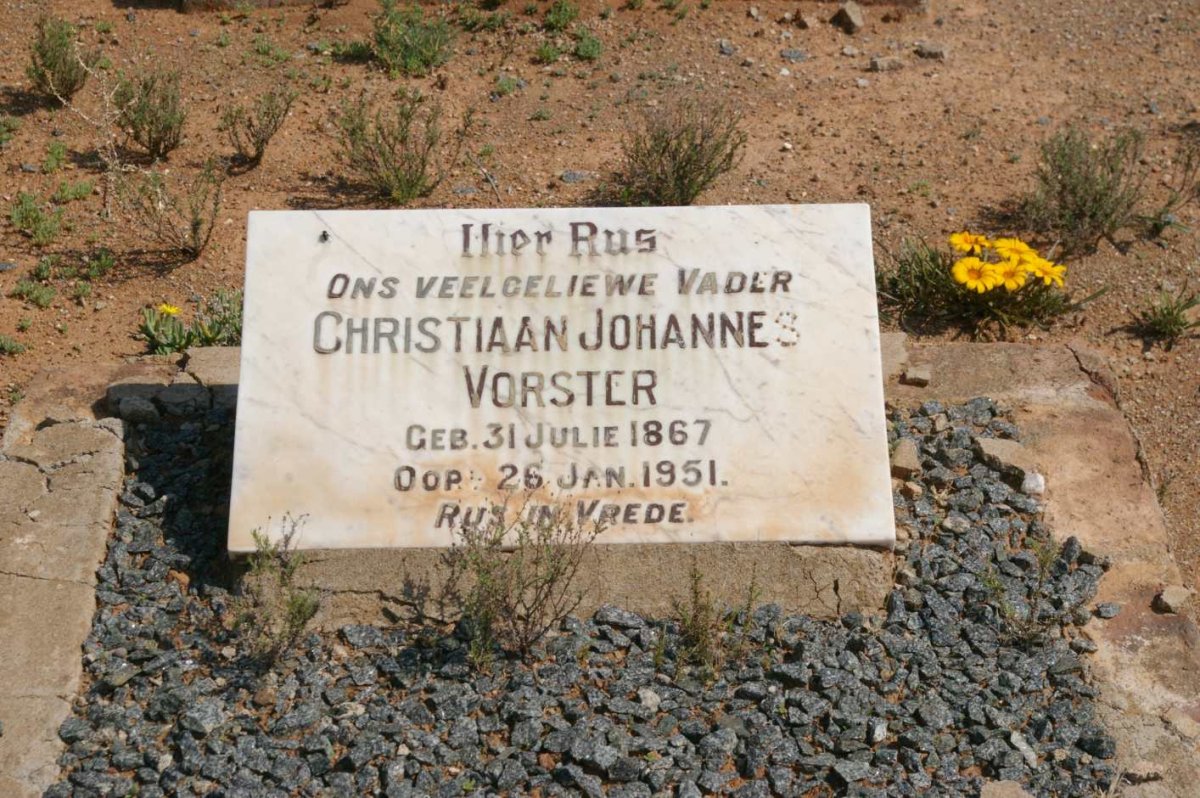 Hier Rus
ONS VEELGELIEWE VADER
CHRISTIAAN JOHANNES
VORSTER
GEB. 31 JULIE 1867
OOR. 26 JAN. 1951.
RUS IN VREDE.